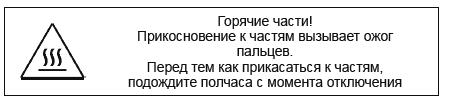 Горячие части!
Прикосновение к частям вызывает ожог
пальцев.
Перед тем как прикасаться к частям,
подождите полчаса с момента отключения